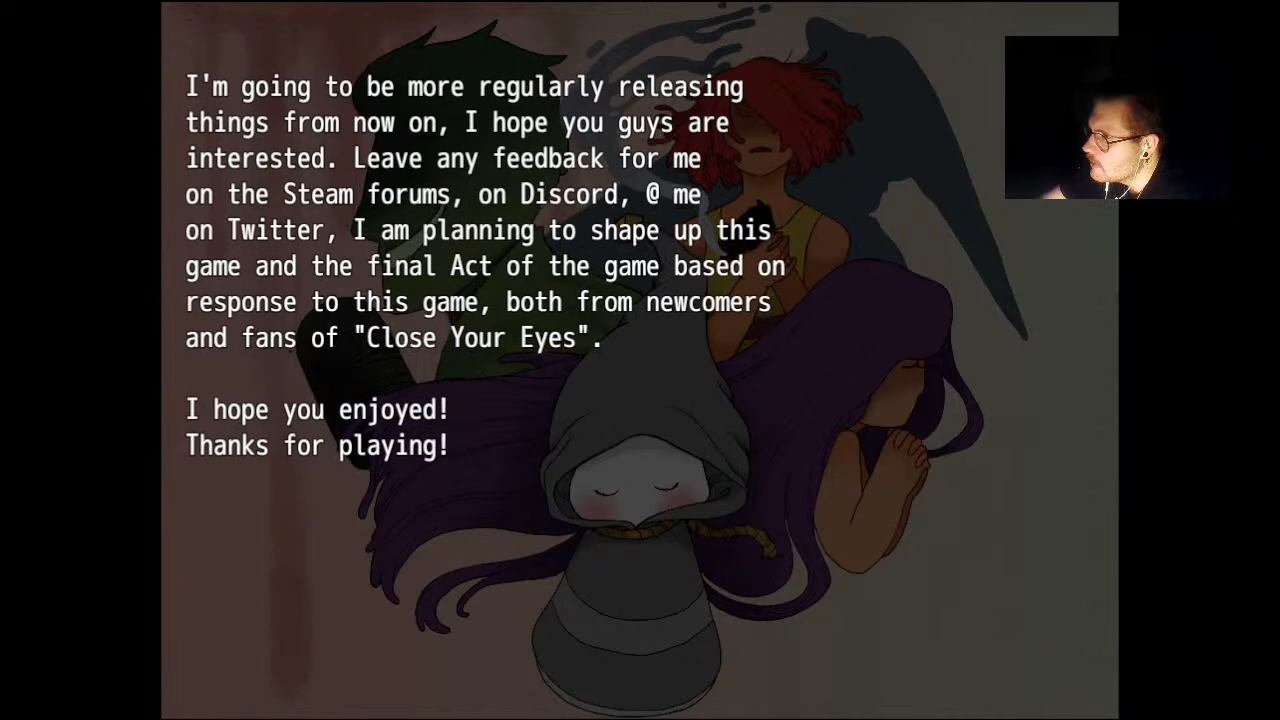 I'm going to be more regularly releasing
things from now on, I hope you guys are
interested. Leave any feedback for me
on the Steam forums, on Discord, @ me
on Twitter, I am planning to shape up this
game and the final Act of the game based on
response to this game, both from newcomers
and fans of "Close Your Eyes".
I hope you enjoyed!
Thanks for playing!